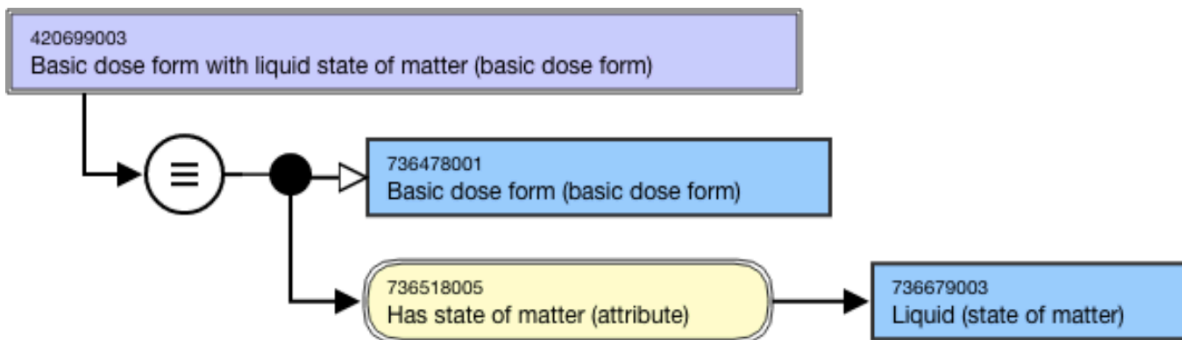 420699003
Basic dose form with liquid state of matter (basic dose form)
≡
736478001
Basic dose form (basic dose form)
736518005
Has state of matter (attribute)
736679003
Liquid (state of matter)